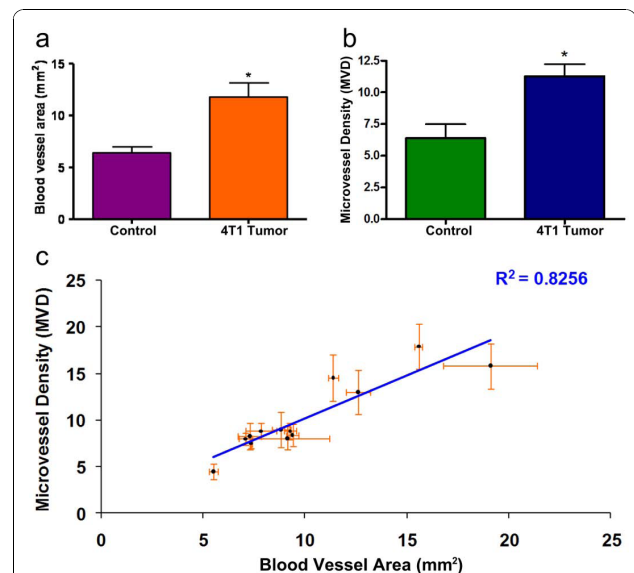 a
b
Blood vessel area (mm²)
15
10
5
0
*
Control
4T1 Tumor
Microvessel Density (MVD)
12.5
10.0
7.5
5.0
2.5
0.0
*
Control
4T1 Tumor
c
R² = 0.8256
Microvessel Density (MVD)
25
20
15
10
5
0
0 5 10 15 20 25
Blood Vessel Area (mm²)